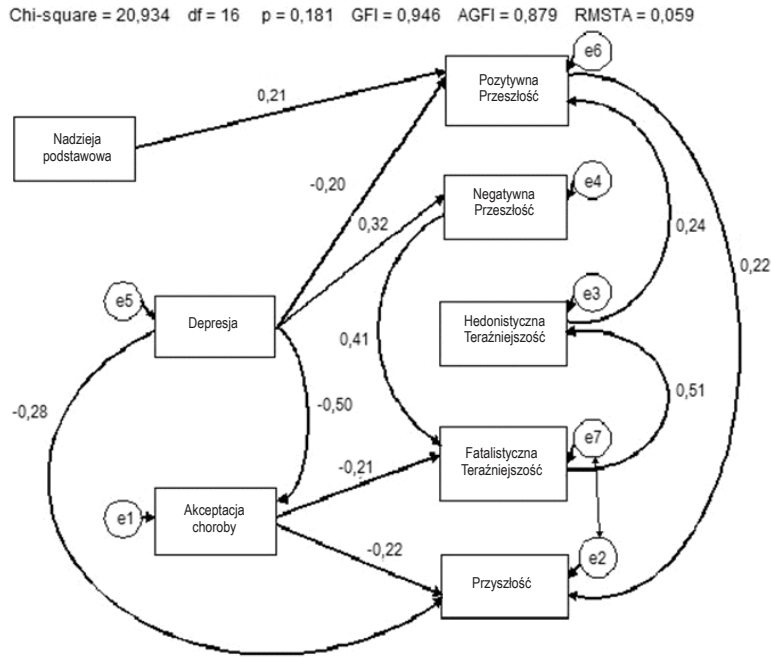 Chi-square = 20,934 df = 16 p = 0,181 GFI = 0,946 AGFI = 0,879 RMSTA = 0,059
e6
Pozytywna
Przeszłość
0,21
Nadzieja
podstawowa
-0,20
e4
Negatywna
Przeszłość
0,32
0,24
0,22
e5
Depresja
e3
Hedonistyczna
Teraźniejszość
0,41
0,51
-0,28
-0,50
e7
Fatalistyczna
Teraźniejszość
-0,21
e1
Akceptacja
choroby
-0,22
e2
Przyszłość